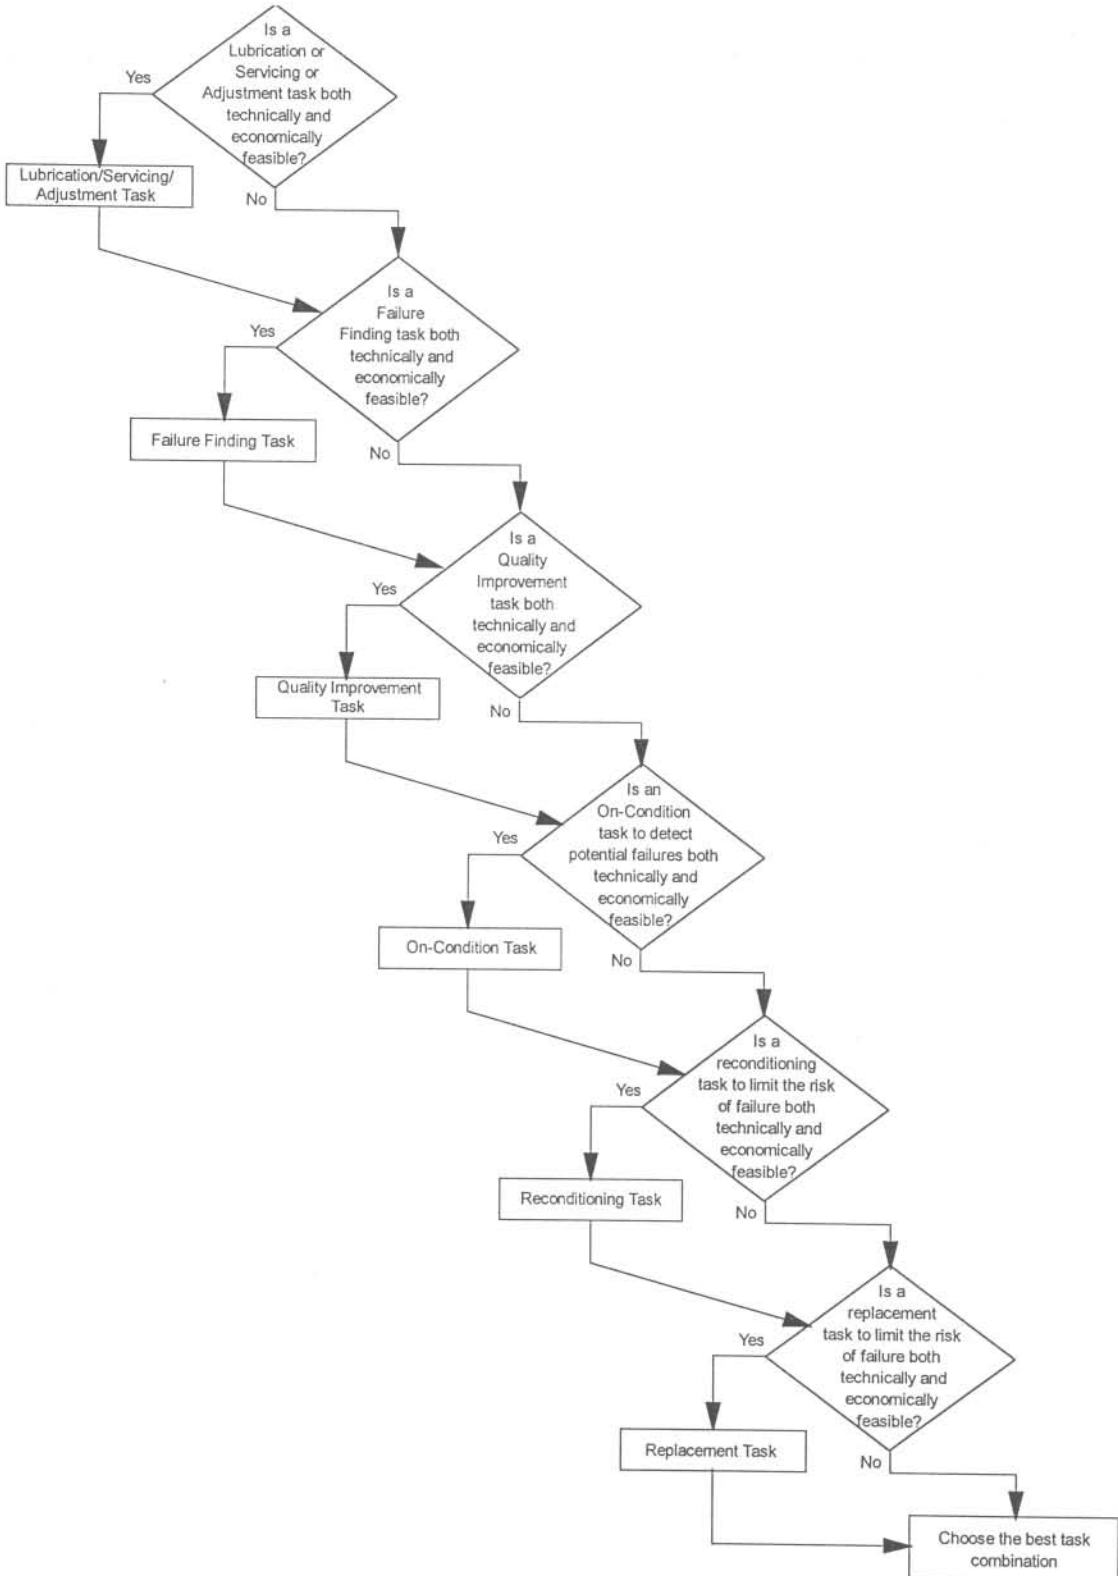 Is a
Lubrication or
Servicing or
Adjustment task both
technically and
economically
feasible?
Yes
Lubrication/Servicing/
Adjustment Task
No
Is a
Failure
Finding task both
technically and
economically
feasible?
Yes
Failure Finding Task
No
Is a
Quality
Improvement
task both
technically and
economically
feasible?
Yes
Quality Improvement
Task
No
Is an
On-Condition
task to detect
potential failures both
technically and
economically
feasible?
Yes
On-Condition Task
No
Is a
reconditioning
task to limit the risk
of failure both
technically and
economically
feasible?
Yes
Reconditioning Task
No
Is a
replacement
task to limit the risk
of failure both
technically and
economically
feasible?
Yes
Replacement Task
No
Choose the best task
combination